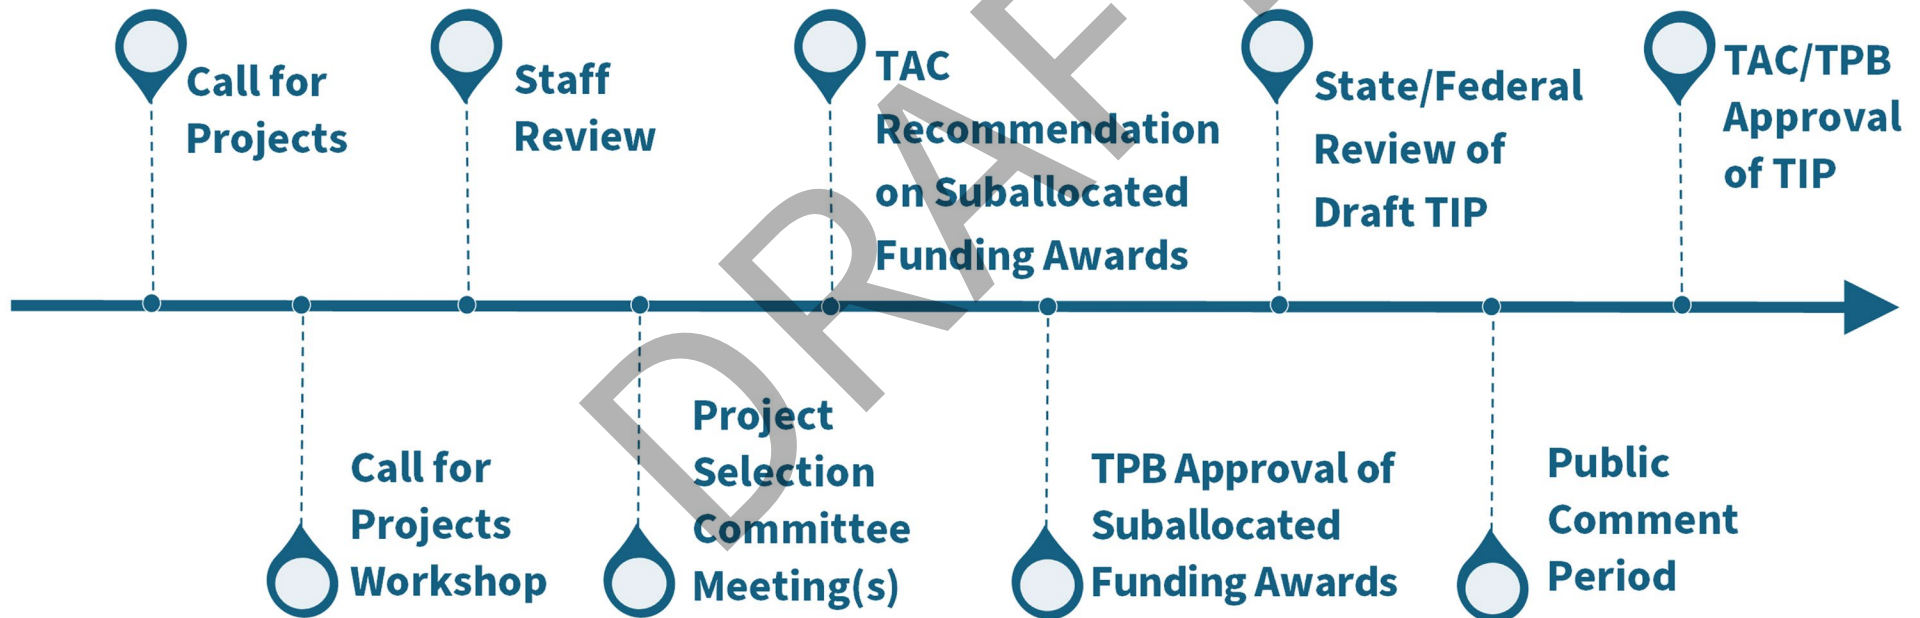 Call for
Projects
Call for
Projects
Workshop
Staff
Review
Project
Selection
Committee
Meeting(s)
TAC
Recommendation
on Suballocated
Funding Awards
TPB Approval of
Suballocated
Funding Awards
State/Federal
Review of
Draft TIP
Public
Comment
Period
TAC/TPB
Approval
of TIP
DRAF